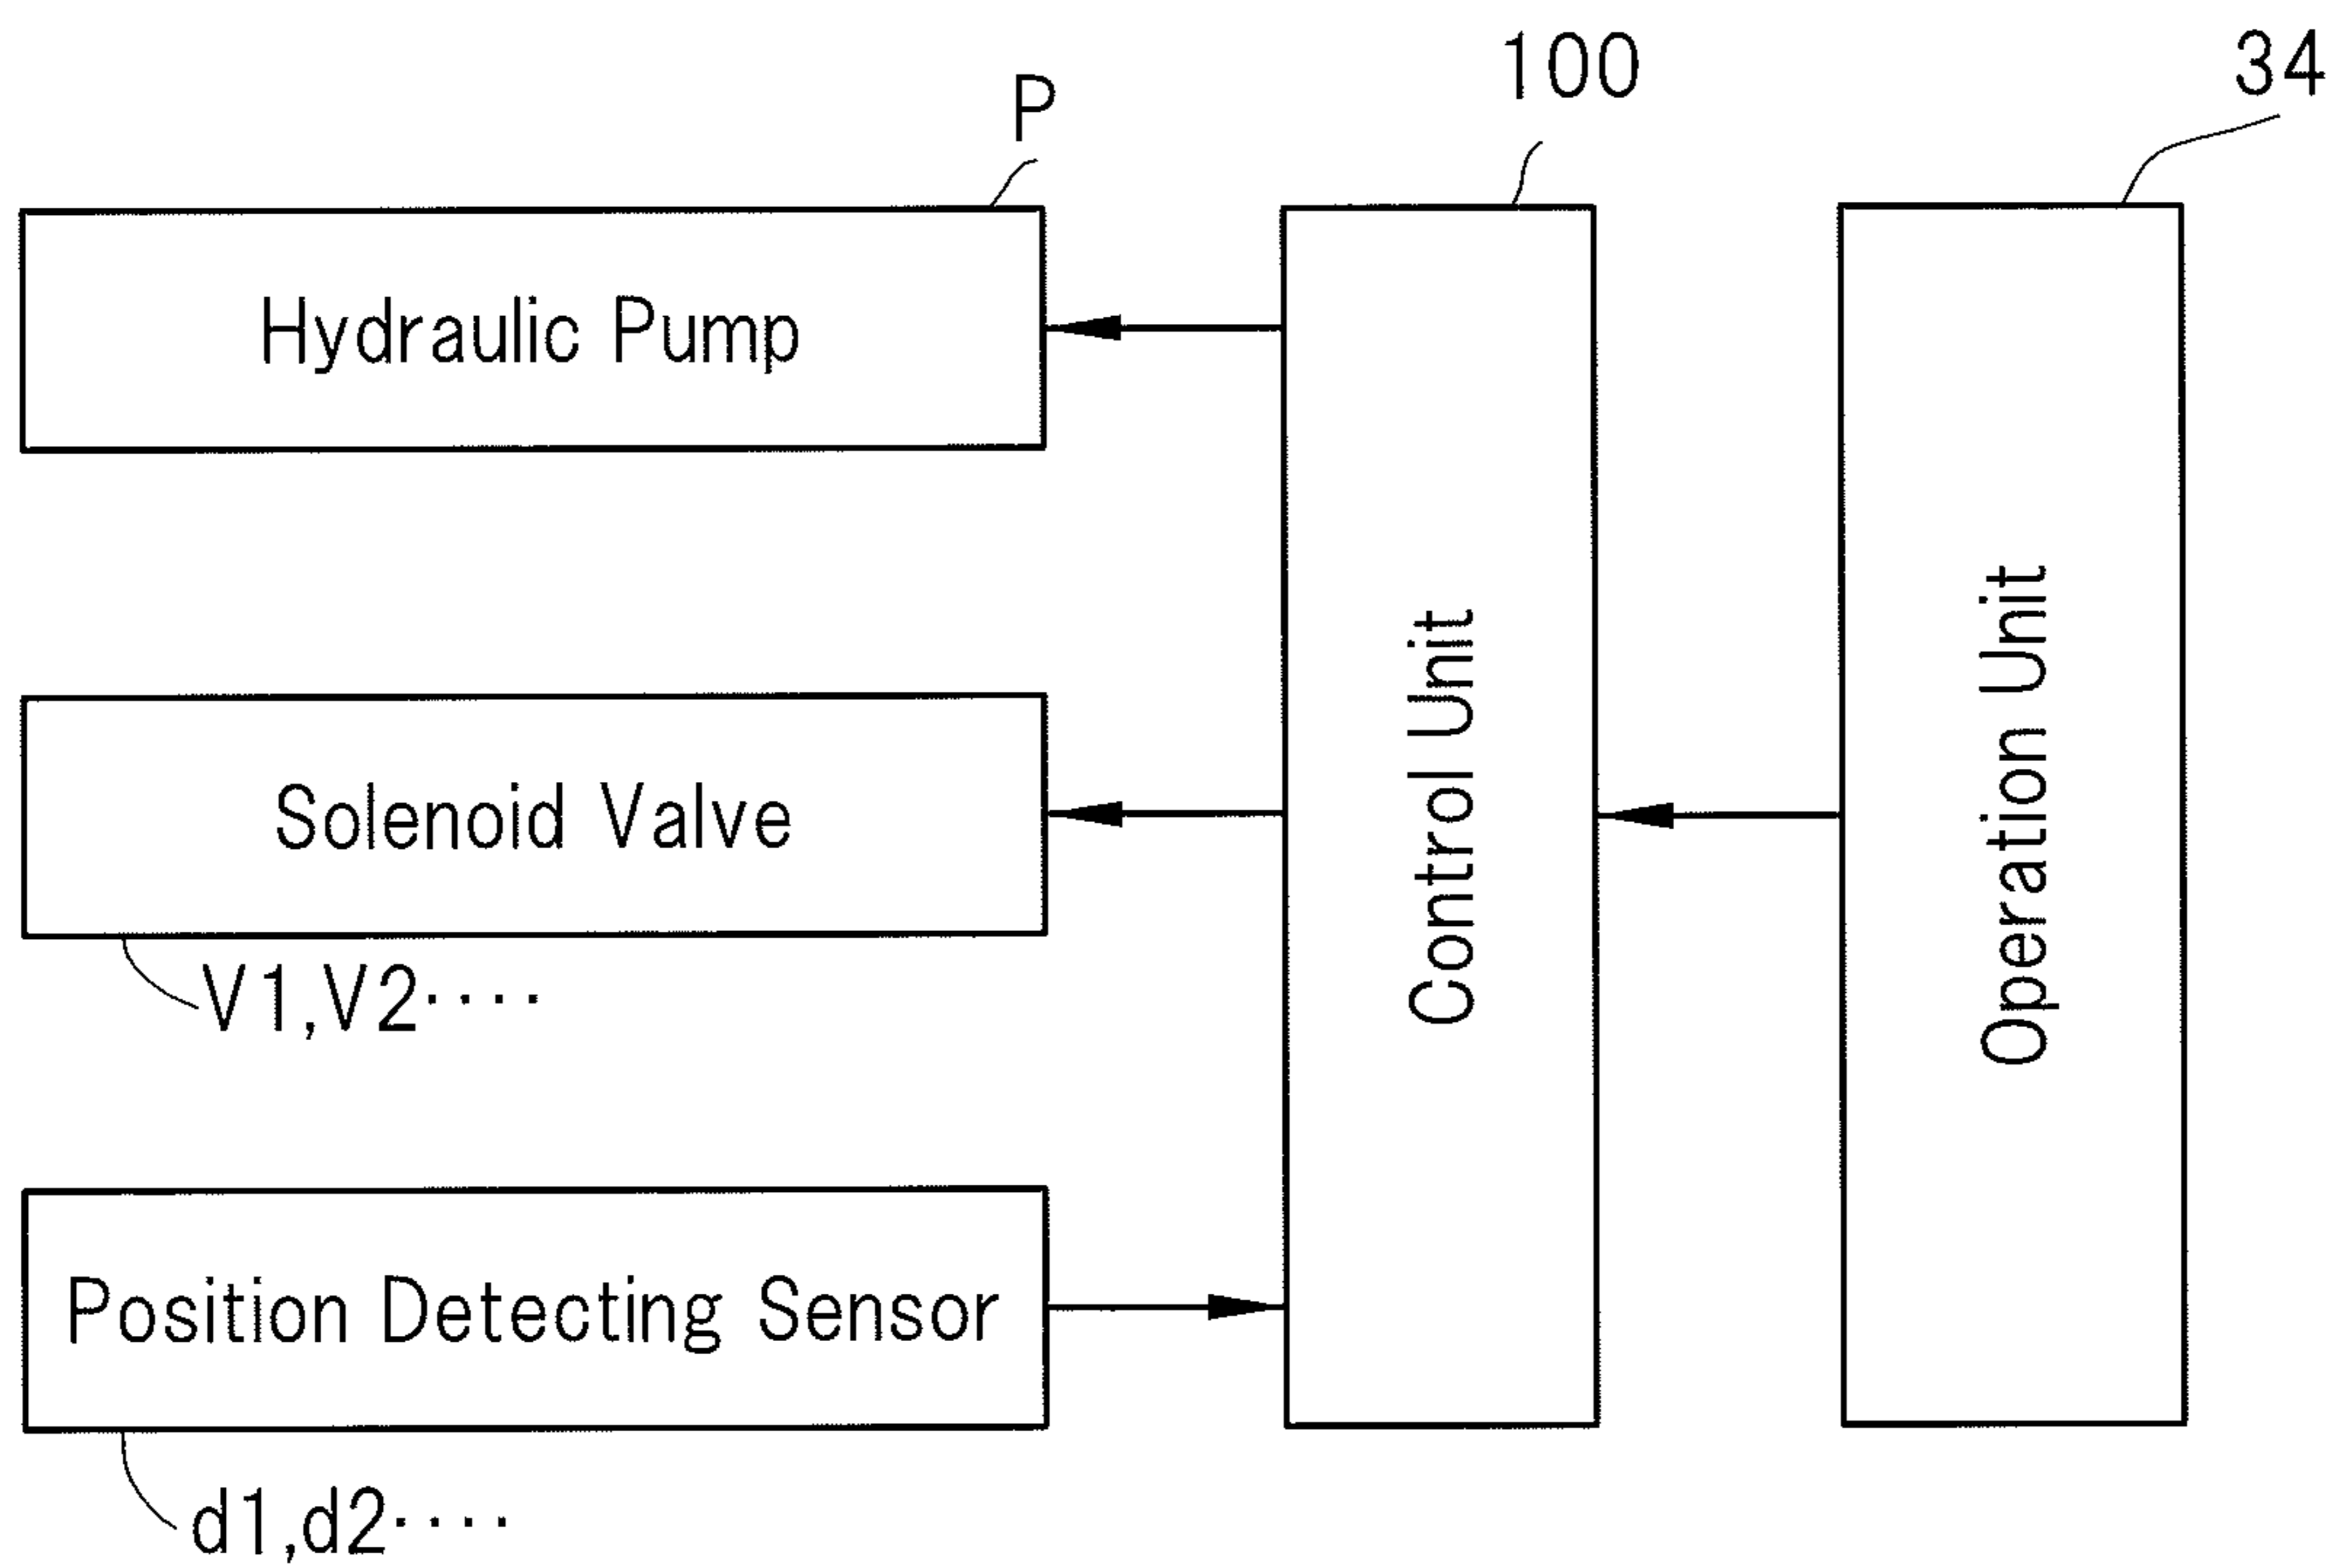 P
100
34
Hydraulic Pump
Solenoid Valve
V1,V2････
Position Detecting Sensor
d1,d2････
Control Unit
Operation Unit